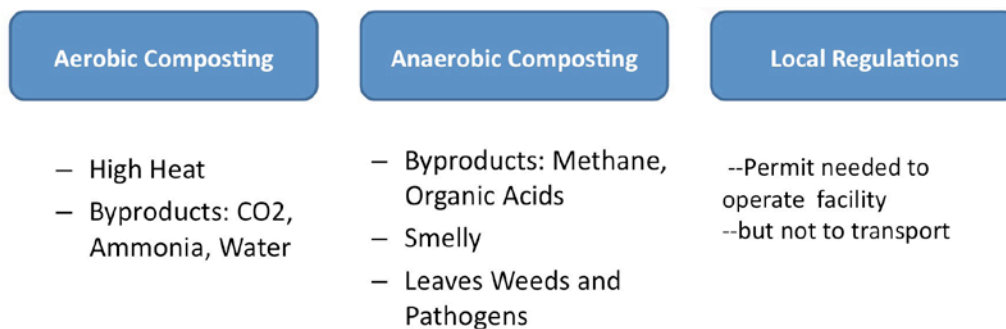 Aerobic Composting
– High Heat
– Byproducts: CO2,
Ammonia, Water
Anaerobic Composting
– Byproducts: Methane,
Organic Acids
– Smelly
– Leaves Weeds and
Pathogens
Local Regulations
--Permit needed to
operate facility
--but not to transport